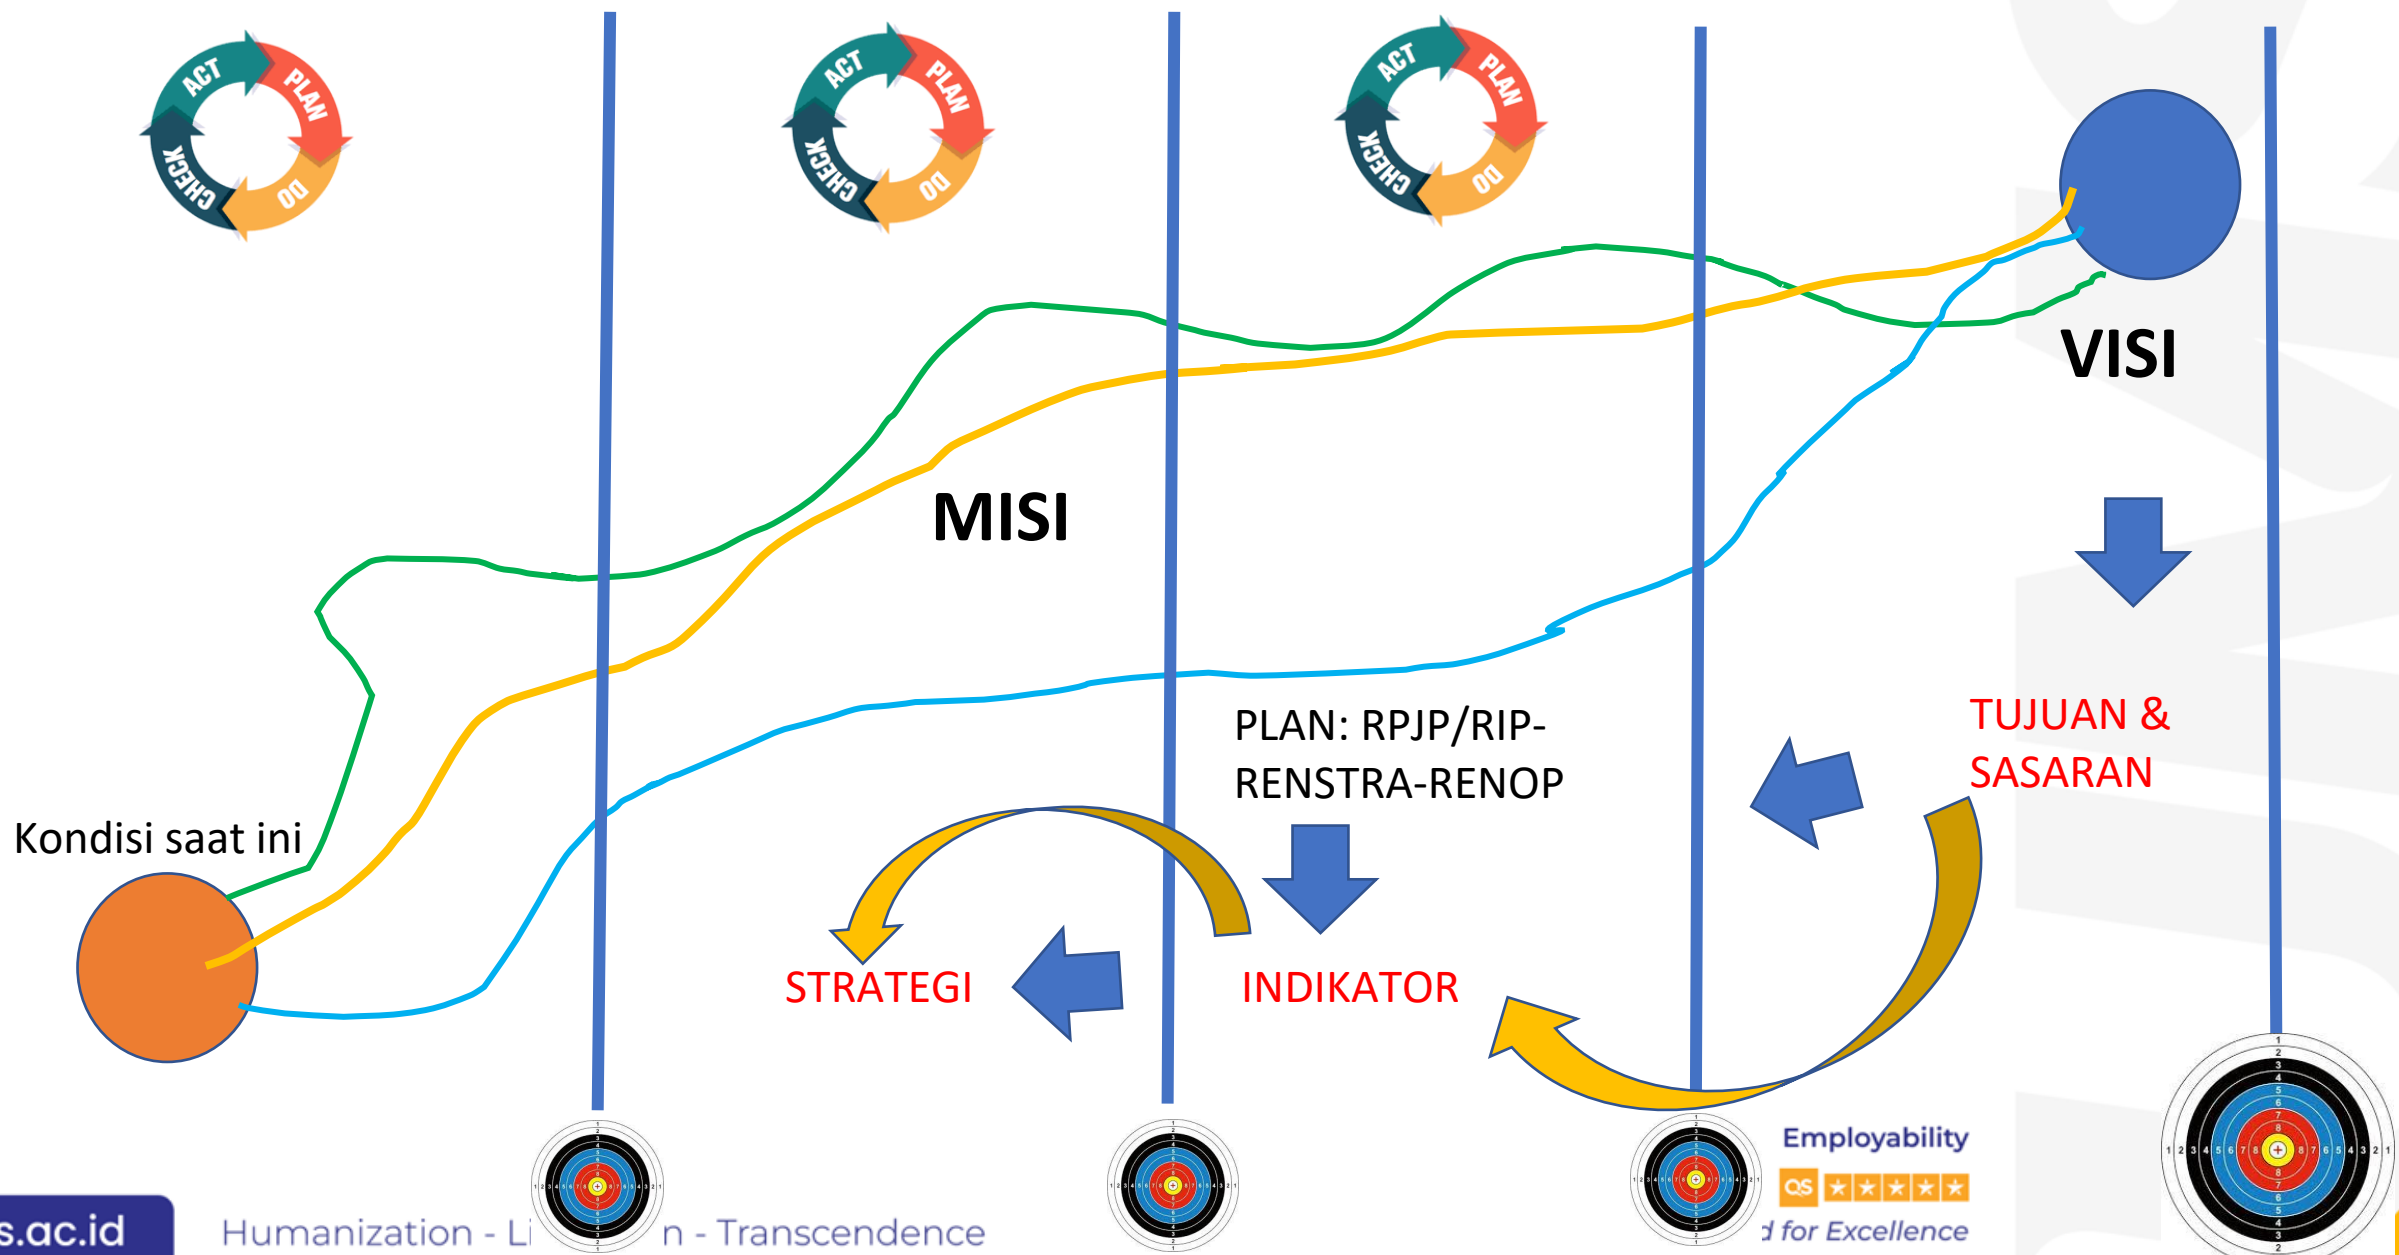 ACT
PLAN
DO
CHECK
ACT
PLAN
DO
CHECK
ACT
PLAN
DO
CHECK
VISI
MISI
TUJUAN &
SASARAN
PLAN: RPJP/RIP-
RENSTRA-RENOP
Kondisi saat ini
STRATEGI
INDIKATOR
Employability
QS
for Excellence
s.ac.id
Humanization - Li n - Transcendence